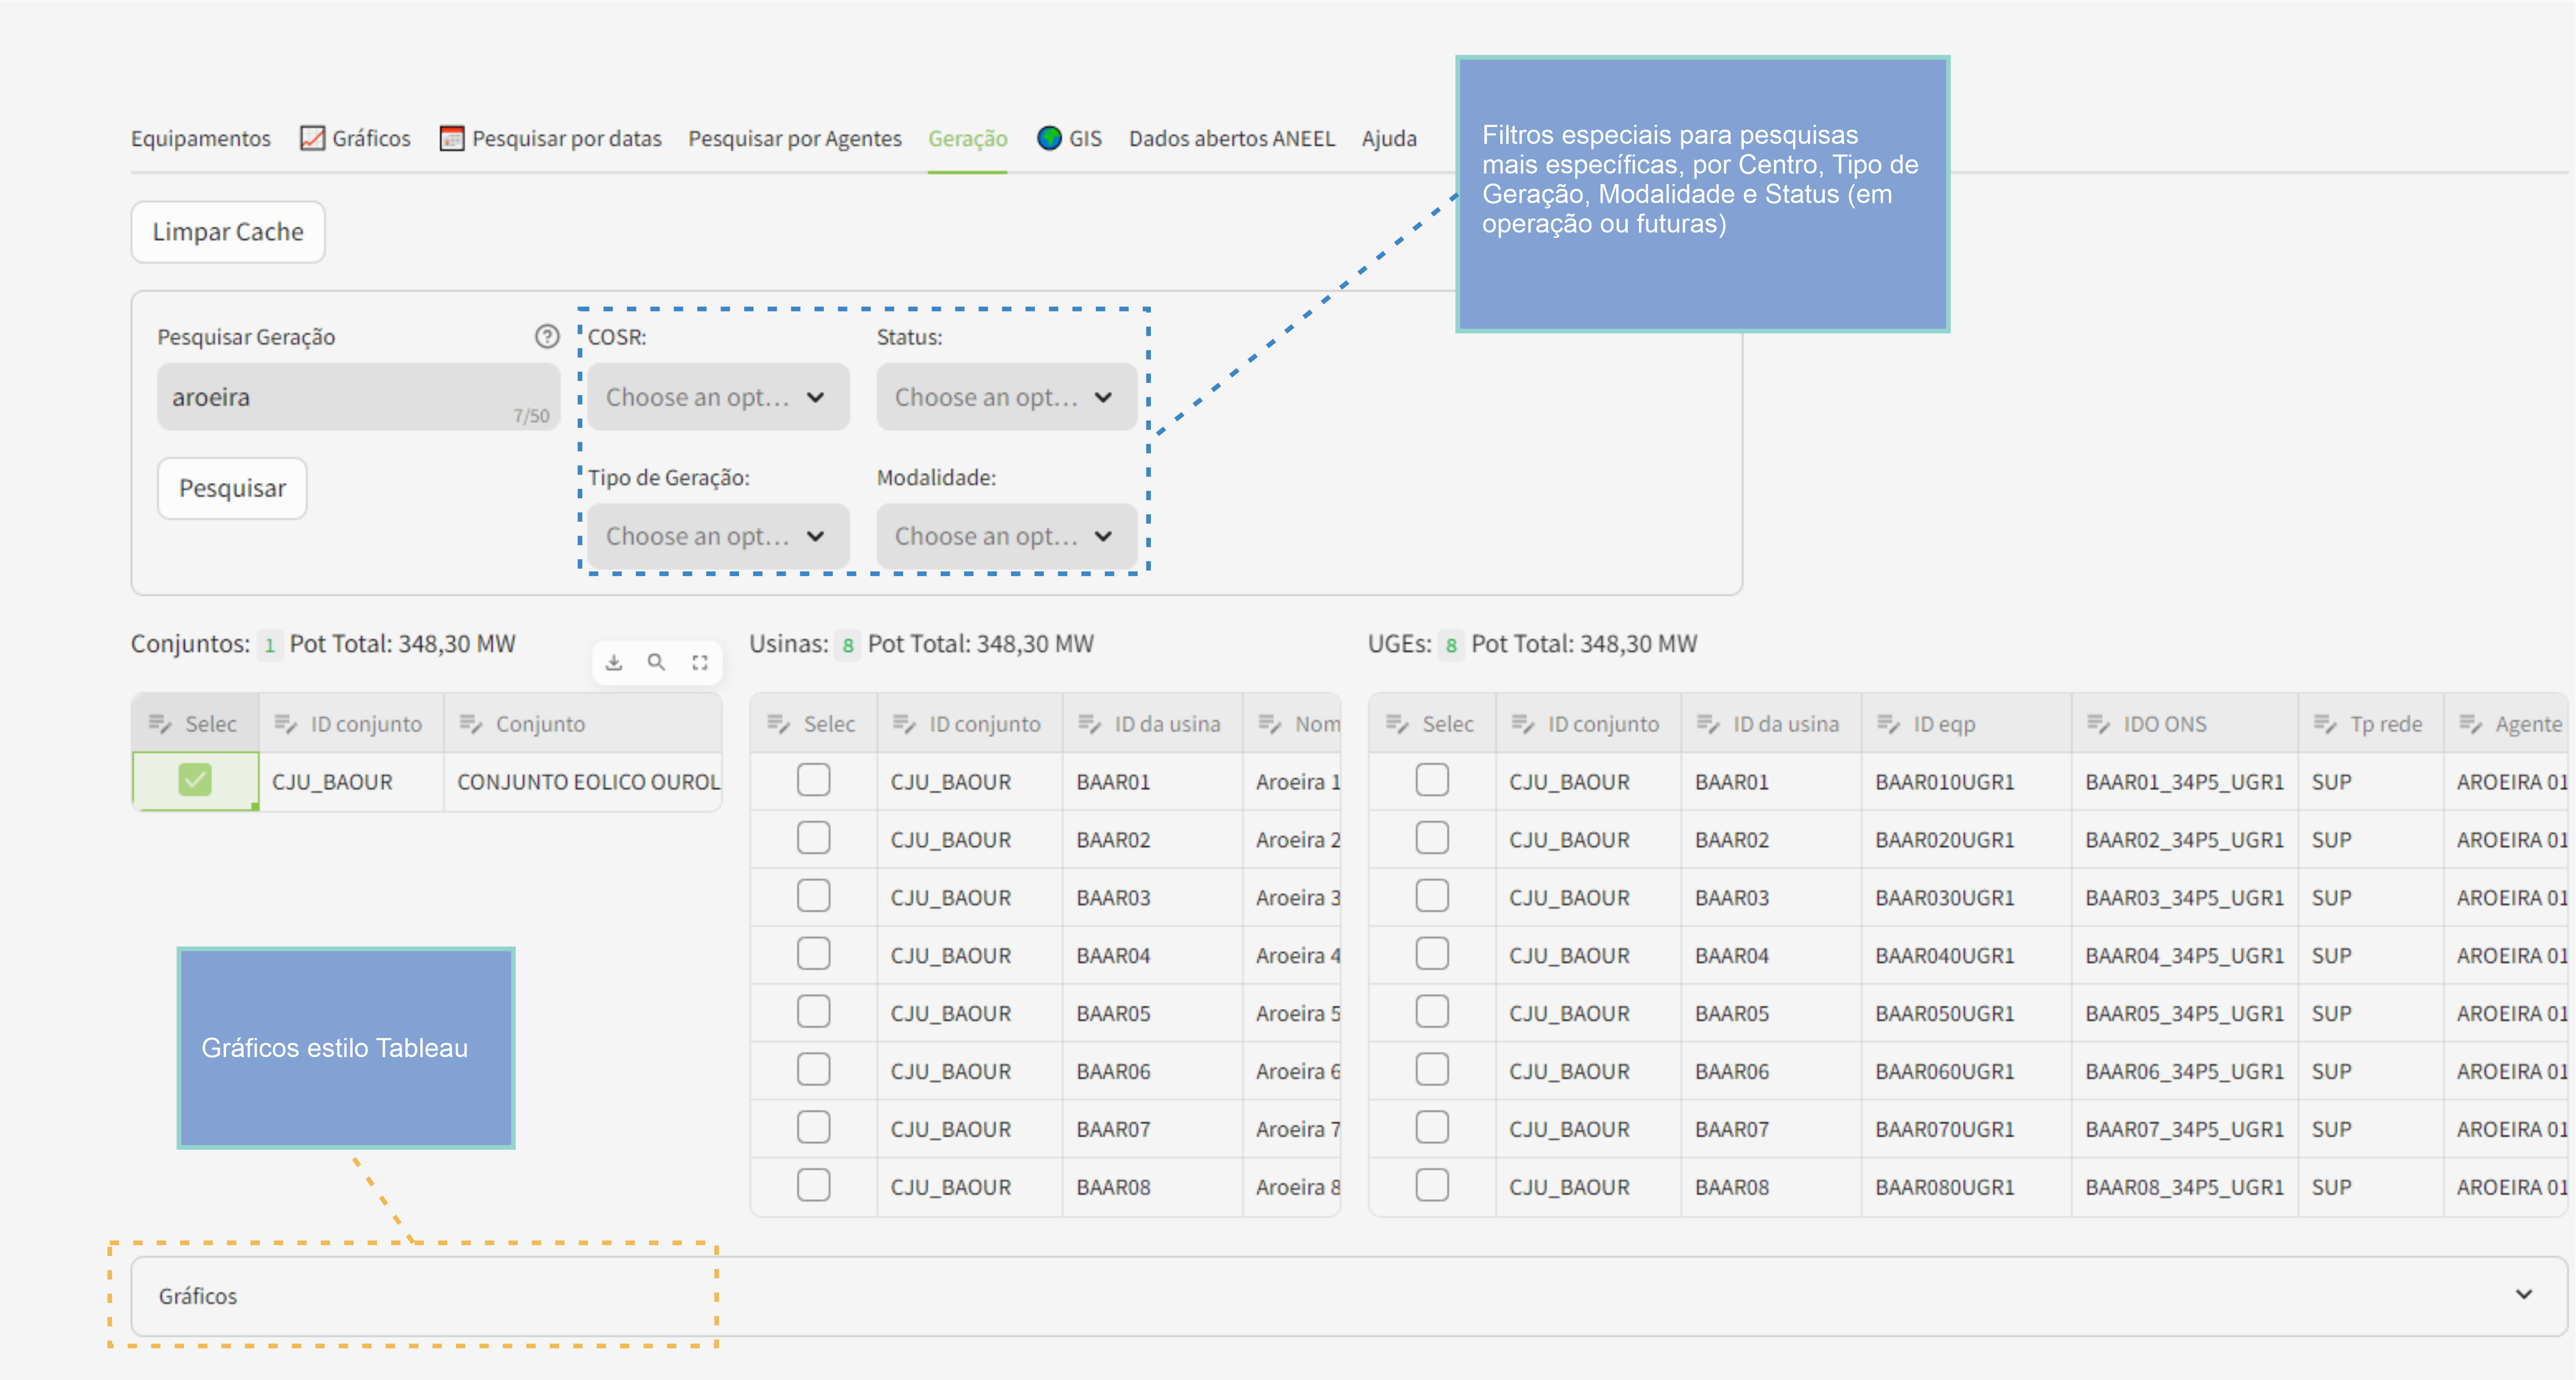 Filtros especiais para pesquisas
mais específicas, por Centro, Tipo de
Geração, Modalidade e Status (em
operação ou futuras)
Equipamentos Gráficos Pesquisar por datas Pesquisar por Agentes Geração GIS Dados abertos ANEEL Ajuda
Limpar Cache
Pesquisar Geração
aroeira
7/50
Pesquisar
COSR: Status:
Choose an opt... Choose an opt...
Tipo de Geração: Modalidade:
Choose an opt... Choose an opt...
Conjuntos: 1 Pot Total: 348,30 MW
Selec ID conjunto Conjunto
CJU_BAOUR CONJUNTO EOLICO OUROL
Usinas: 8 Pot Total: 348,30 MW
Selec ID conjunto ID da usina Nom
CJU_BAOUR BAAR01 Aroeira 1
CJU_BAOUR BAAR02 Aroeira 2
CJU_BAOUR BAAR03 Aroeira 3
CJU_BAOUR BAAR04 Aroeira 4
CJU_BAOUR BAAR05 Aroeira 5
CJU_BAOUR BAAR06 Aroeira 6
CJU_BAOUR BAAR07 Aroeira 7
CJU_BAOUR BAAR08 Aroeira 8
UGEs: 8 Pot Total: 348,30 MW
Selec ID conjunto ID da usina ID eqp IDO ONS Tp rede Agente
CJU_BAOUR BAAR01 BAAR010UGR1 BAAR01_34P5_UGR1 SUP AROEIRA 01
CJU_BAOUR BAAR02 BAAR020UGR1 BAAR02_34P5_UGR1 SUP AROEIRA 01
CJU_BAOUR BAAR03 BAAR030UGR1 BAAR03_34P5_UGR1 SUP AROEIRA 01
CJU_BAOUR BAAR04 BAAR040UGR1 BAAR04_34P5_UGR1 SUP AROEIRA 01
CJU_BAOUR BAAR05 BAAR050UGR1 BAAR05_34P5_UGR1 SUP AROEIRA 01
CJU_BAOUR BAAR06 BAAR060UGR1 BAAR06_34P5_UGR1 SUP AROEIRA 01
CJU_BAOUR BAAR07 BAAR070UGR1 BAAR07_34P5_UGR1 SUP AROEIRA 01
CJU_BAOUR BAAR08 BAAR080UGR1 BAAR08_34P5_UGR1 SUP AROEIRA 01
Gráficos estilo Tableau
Gráficos